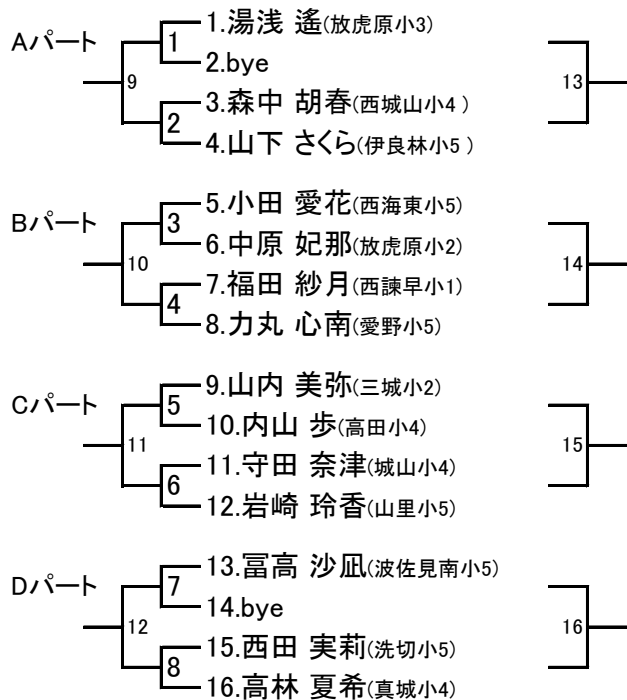 Aパート
1.湯浅 遙(放虎原小3)
1
2.bye
9
13
3.森中 胡春(西城山小4 )
2
4.山下 さくら(伊良林小5 )
Bパート
5.小田 愛花(西海東小5)
3
6.中原 妃那(放虎原小2)
10
14
7.福田 紗月(西諫早小1)
4
8.力丸 心南(愛野小5)
Cパート
9.山内 美弥(三城小2)
5
10.内山 歩(高田小4)
11
15
11.守田 奈津(城山小4)
6
12.岩崎 玲香(山里小5)
Dパート
13.冨高 沙凪(波佐見南小5)
7
14.bye
12
16
15.西田 実莉(洗切小5)
8
16.高林 夏希(真城小4)